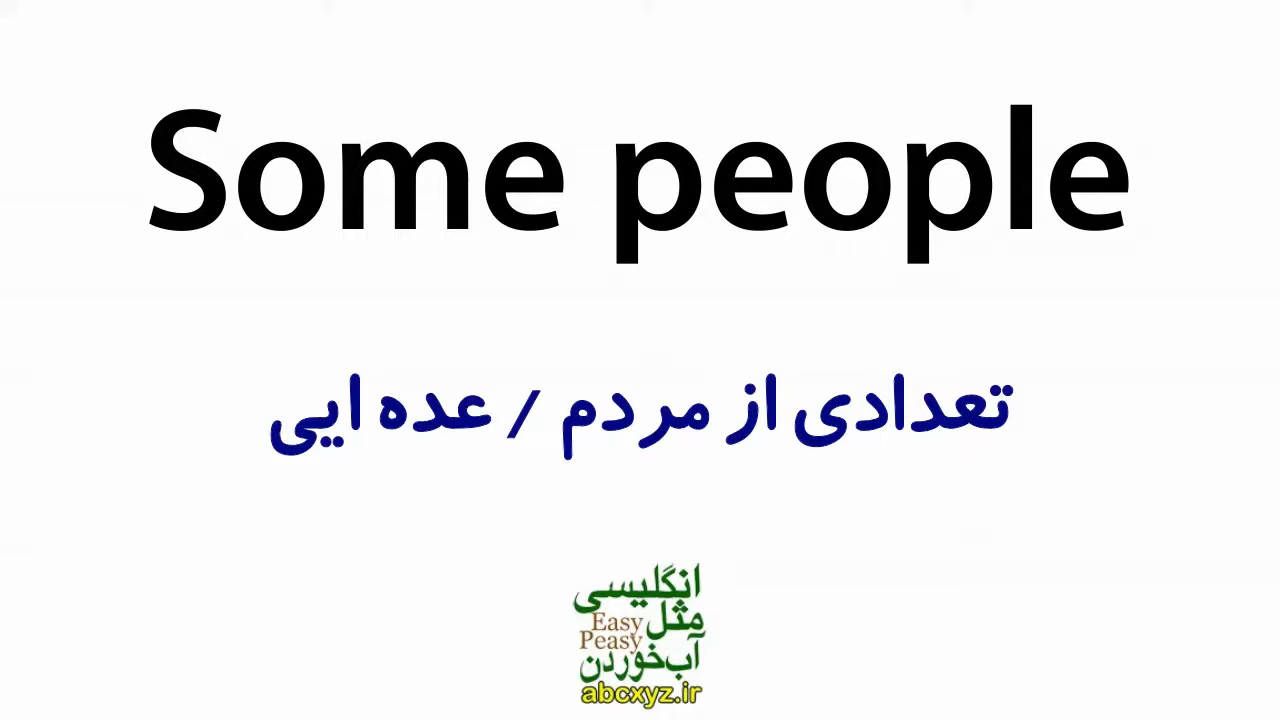 Some people
تعدادی از مردم / عده ایی
انگلیسی
مثل
Easy
Peasy
آب‌خوردن
abcxyz.ir